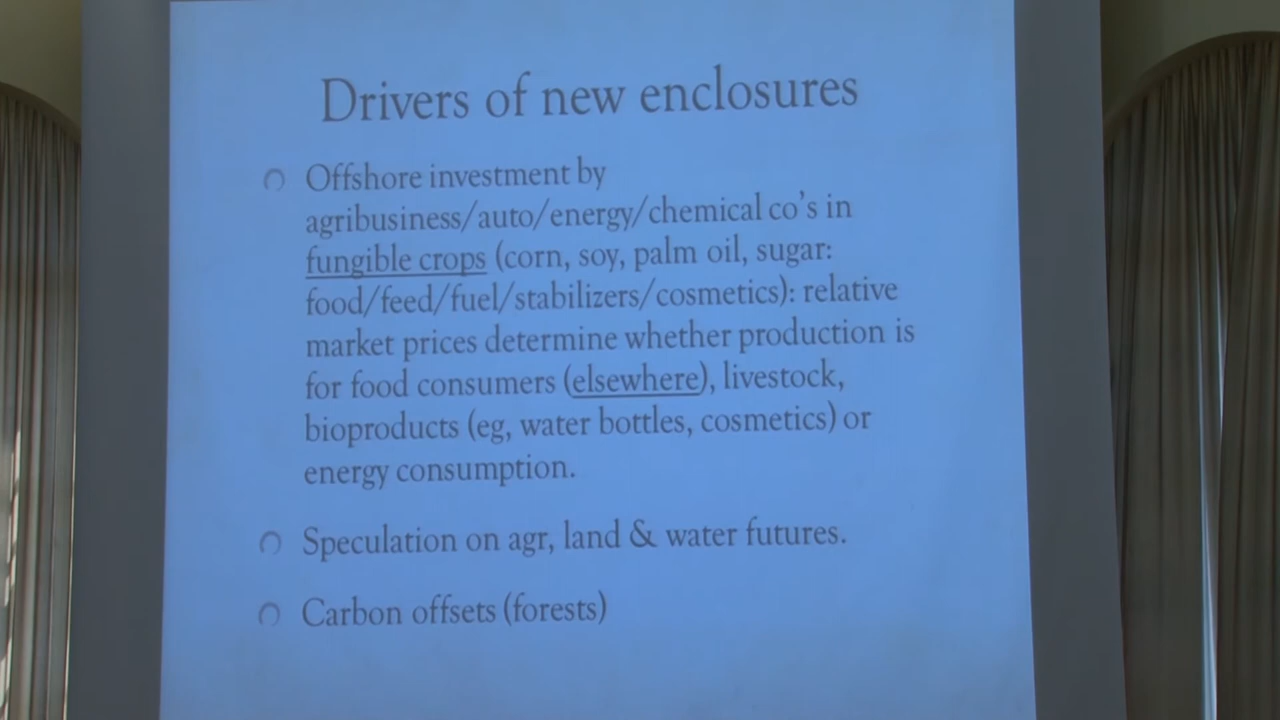 Drivers of new enclosures
Offshore investment by
agribusiness/auto/energy/chemical co's in
fungible crops (corn, soy, palm oil, sugar:
food/feed/fuel/stabilizers/cosmetics): relative
market prices determine whether production is
for food consumers (elsewhere), livestock,
bioproducts (eg, water bottles, cosmetics) or
energy consumption.
Speculation on agr, land & water futures.
Carbon offsets (forests)